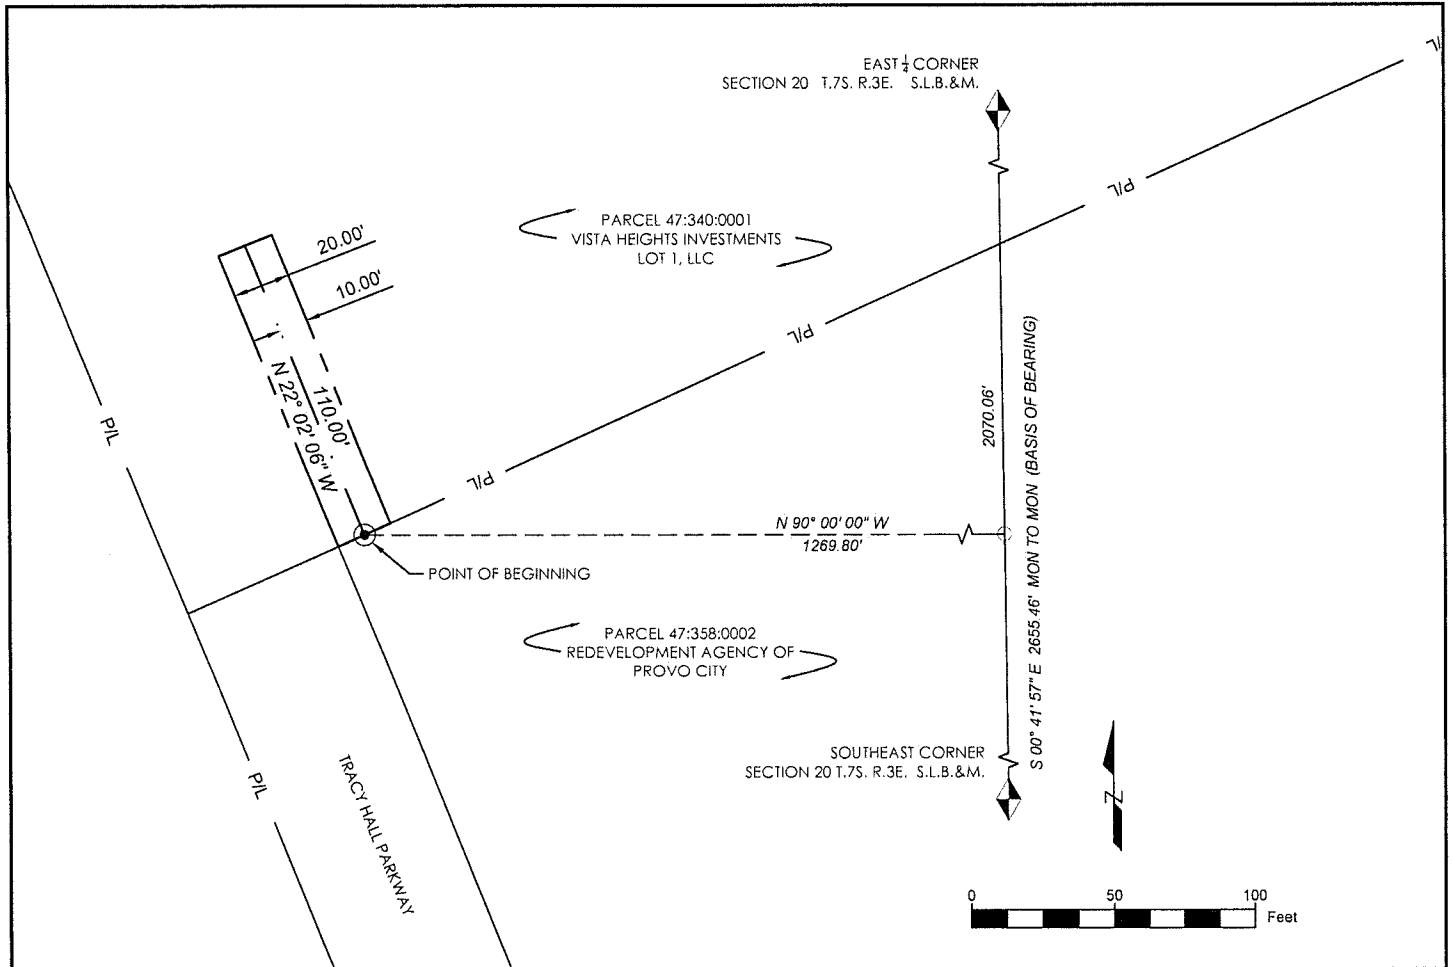 P/L
EAST 1/4 CORNER
SECTION 20 T.7S. R.3E. S.L.B.&M.
P/L
PARCEL 47:340:0001
VISTA HEIGHTS INVESTMENTS
LOT 1, LLC
20.00'
10.00'
P/L
110.00'
N 22° 02' 06" W
P/L
P/L
2070.06'
S 00° 41' 57" E 2655.46' MON TO MON (BASIS OF BEARING)
N 90° 00' 00" W
1269.80'
POINT OF BEGINNING
PARCEL 47:358:0002
REDEVELOPMENT AGENCY OF
PROVO CITY
SOUTHEAST CORNER
SECTION 20 T.7S. R.3E. S.L.B.&M.
P/L
TRACY HALL PARKWAY
N
0 50 100
Feet